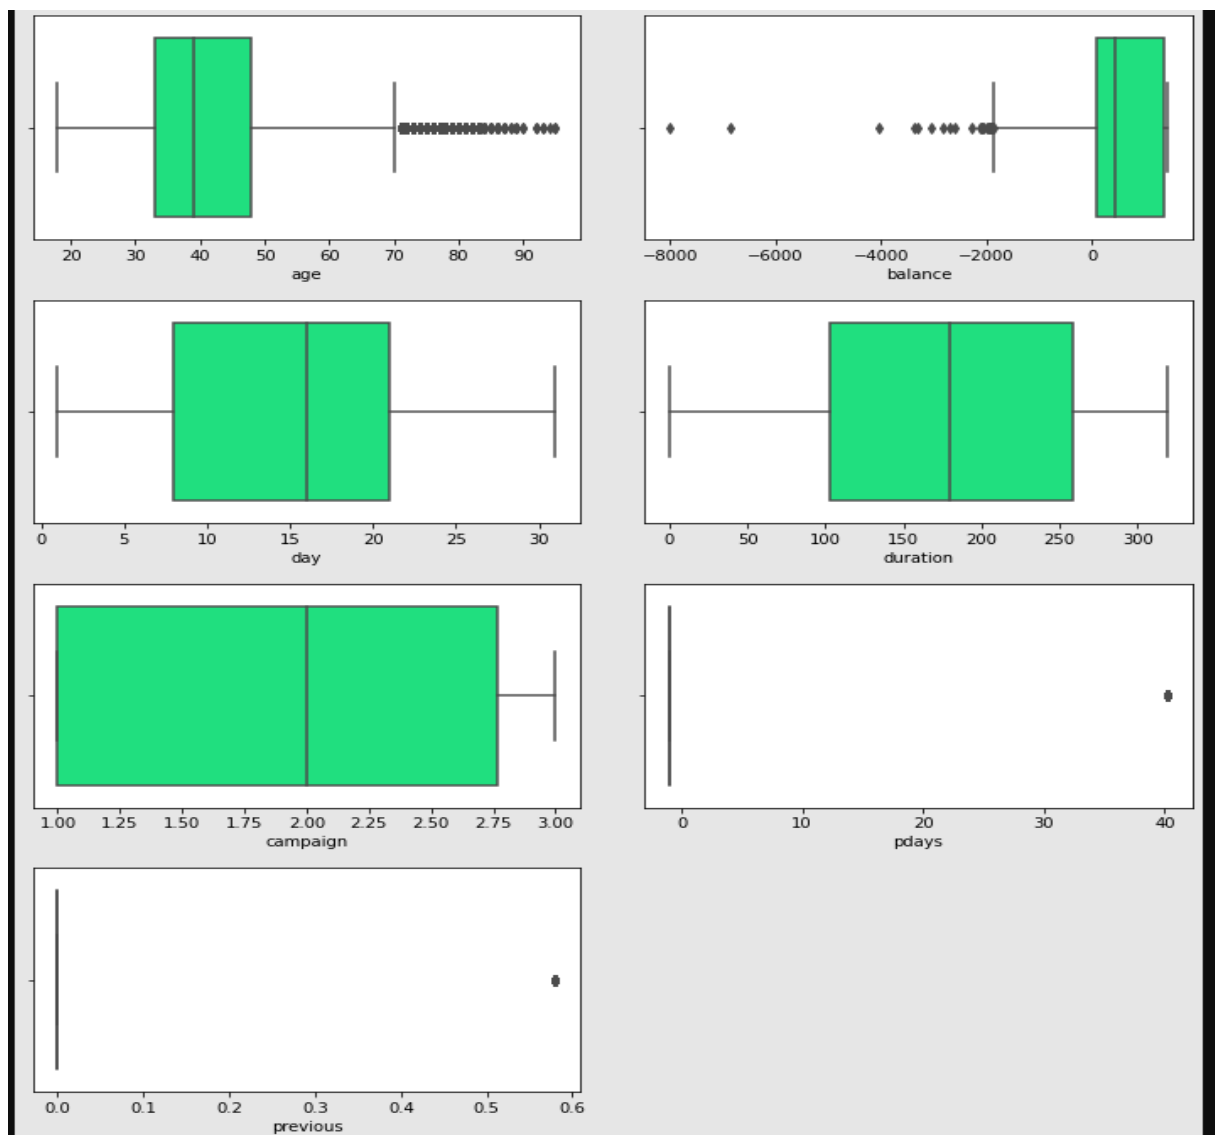 20 30 40 50 60 70 80 90
age
−8000 −6000 −4000 −2000 0
balance
0 5 10 15 20 25 30
day
0 50 100 150 200 250 300
duration
1.00 1.25 1.50 1.75 2.00 2.25 2.50 2.75 3.00
campaign
0 10 20 30 40
pdays
0.0 0.1 0.2 0.3 0.4 0.5 0.6
previous